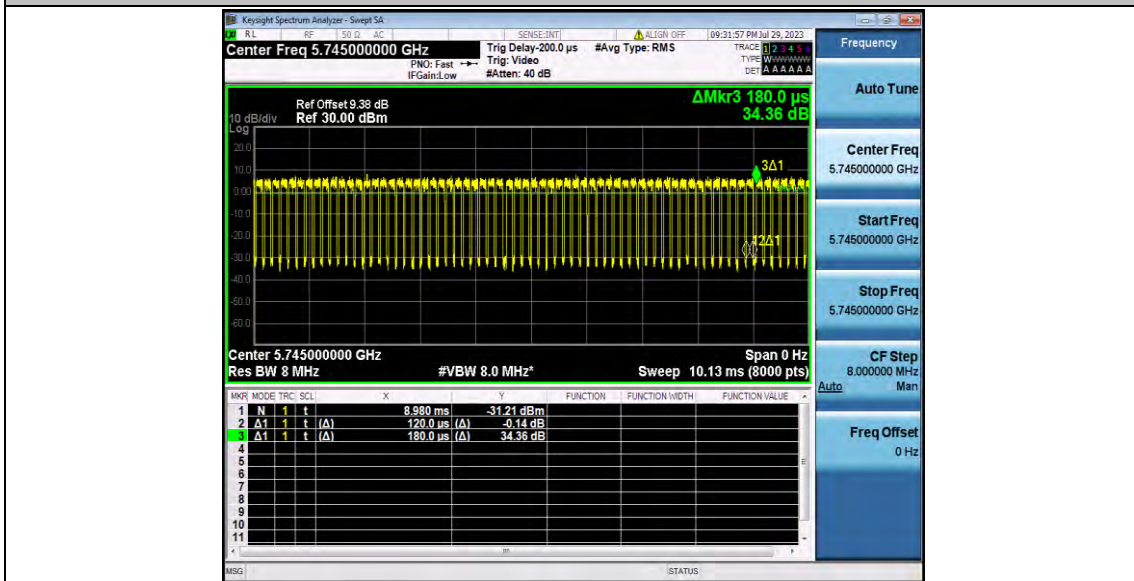 Keysight Spectrum Analyzer - Swept SA
RL RF 50 Ω AC SENSE:INT ALIGN OFF 09:31:57 PM Jul 29, 2023
Center Freq 5.745000000 GHz
Trig Delay-200.0 µs #Avg Type: RMS
TRACE 1 2 3 4 5 6
PNO: Fast Trig: Video
TYPE W
IFGain:Low #Atten: 40 dB
DET A A A A A A
Frequency
Auto Tune
Center Freq
5.745000000 GHz
Start Freq
5.745000000 GHz
Stop Freq
5.745000000 GHz
CF Step
8.000000 MHz
Auto Man
Freq Offset
0 Hz
ΔMkr3 180.0 µs
34.36 dB
Ref Offset 9.38 dB
10 dB/div Ref 30.00 dBm
Log
20.0
10.0
0.00
-10.0
-20.0
-30.0
-40.0
-50.0
-60.0
3Δ1
12Δ1
Center 5.745000000 GHz Span 0 Hz
Res BW 8 MHz #VBW 8.0 MHz* Sweep 10.13 ms (8000 pts)
MKR MODE TRC SCL X Y FUNCTION FUNCTION WIDTH FUNCTION VALUE
1 N 1 t 8.980 ms -31.21 dBm
2 Δ1 1 t (Δ) 120.0 µs (Δ) -0.14 dB
3 Δ1 1 t (Δ) 180.0 µs (Δ) 34.36 dB
4
5
6
7
8
9
10
11
MSG STATUS